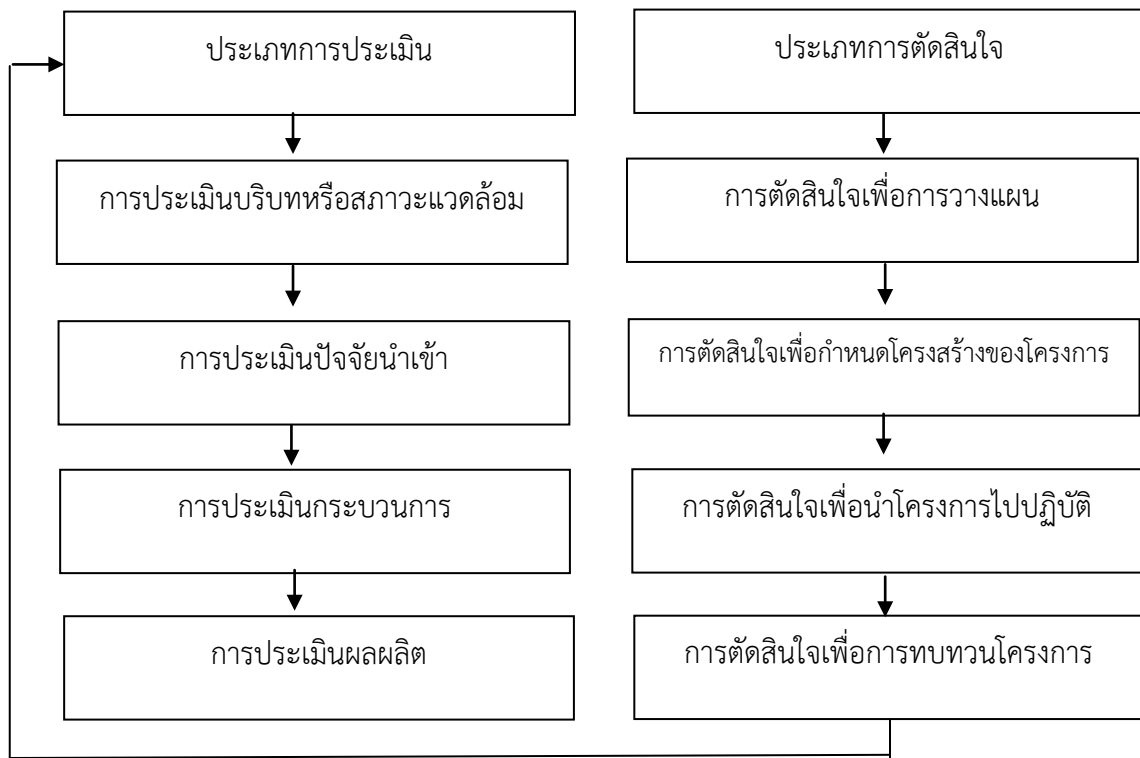 ประเภทการประเมิน
ประเภทการตัดสินใจ
การประเมินบริบทหรือสภาวะแวดล้อม
การตัดสินใจเพื่อการวางแผน
การประเมินปัจจัยนำเข้า
การตัดสินใจเพื่อกำหนดโครงสร้างของโครงการ
การประเมินกระบวนการ
การตัดสินใจเพื่อนำโครงการไปปฏิบัติ
การประเมินผลผลิต
การตัดสินใจเพื่อการทบทวนโครงการ